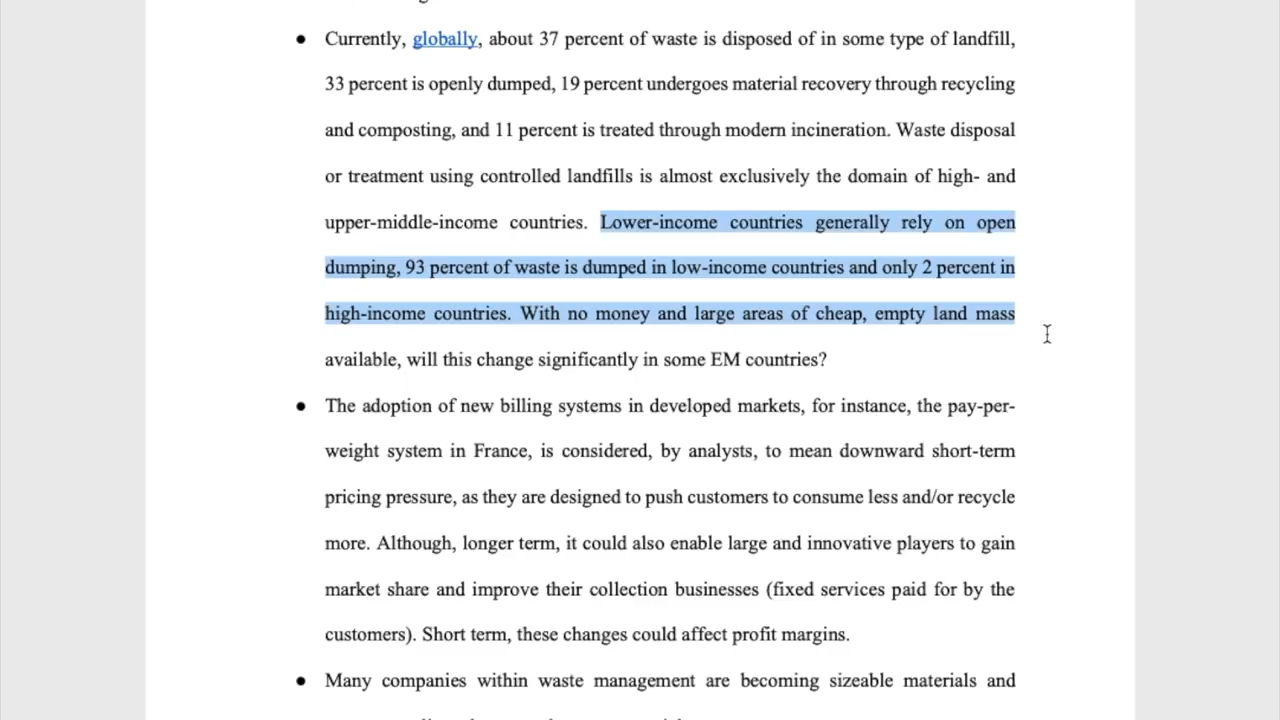 ● Currently, globally, about 37 percent of waste is disposed of in some type of landfill,
33 percent is openly dumped, 19 percent undergoes material recovery through recycling
and composting, and 11 percent is treated through modern incineration. Waste disposal
or treatment using controlled landfills is almost exclusively the domain of high- and
upper-middle-income countries. Lower-income countries generally rely on open
dumping, 93 percent of waste is dumped in low-income countries and only 2 percent in
high-income countries. With no money and large areas of cheap, empty land mass
available, will this change significantly in some EM countries?
● The adoption of new billing systems in developed markets, for instance, the pay-per-
weight system in France, is considered, by analysts, to mean downward short-term
pricing pressure, as they are designed to push customers to consume less and/or recycle
more. Although, longer term, it could also enable large and innovative players to gain
market share and improve their collection businesses (fixed services paid for by the
customers). Short term, these changes could affect profit margins.
● Many companies within waste management are becoming sizeable materials and